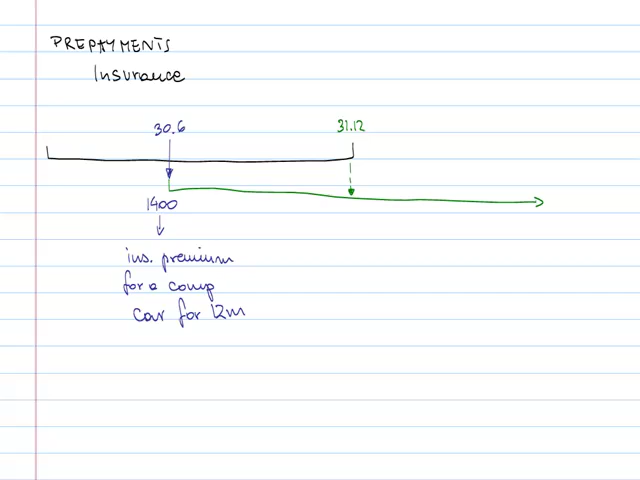 PREPAYMENTS
Insurance
30.6
31.12
1400
ins. premium
for a comp
car for 12m